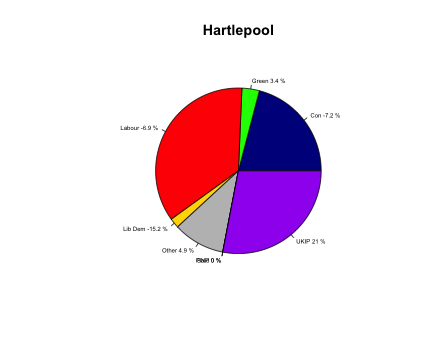 Hartlepool
Green 3.4 %
Con -7.2 %
Labour -6.9 %
Lib Dem -15.2 %
Other 4.9 %
0 %
UKIP 21 %